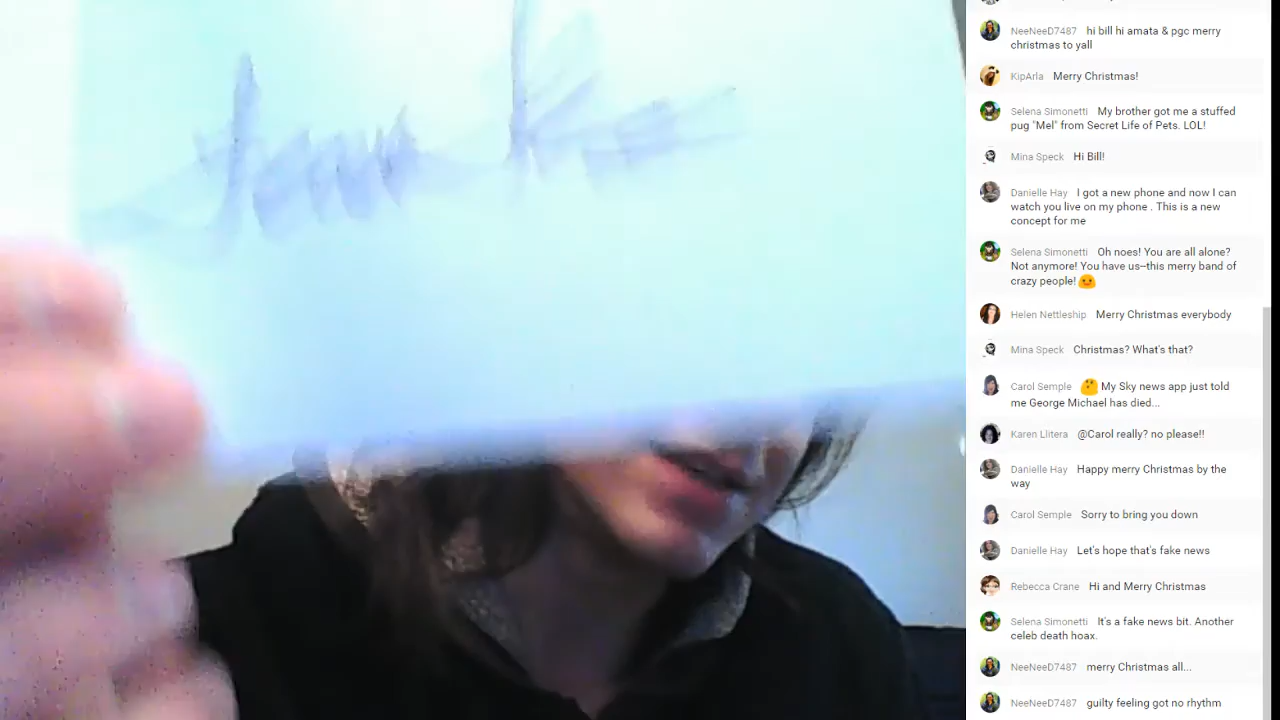 NeeNeeD7487 hi bill hi amata & pgc merry
christmas to yall
KipArla Merry Christmas!
Selena Simonetti My brother got me a stuffed
pug "Mel" from Secret Life of Pets. LOL!
Mina Speck Hi Bill!
Danielle Hay I got a new phone and now I can
watch you live on my phone . This is a new
concept for me
Selena Simonetti Oh noes! You are all alone?
Not anymore! You have us--this merry band of
crazy people!
Helen Nettleship Merry Christmas everybody
Mina Speck Christmas? What's that?
Carol Semple My Sky news app just told
me George Michael has died...
Karen Llitera @Carol really? no please!!
Danielle Hay Happy merry Christmas by the
way
Carol Semple Sorry to bring you down
Danielle Hay Let's hope that's fake news
Rebecca Crane Hi and Merry Christmas
Selena Simonetti It's a fake news bit. Another
celeb death hoax.
NeeNeeD7487 merry Christmas all...
NeeNeeD7487 guilty feeling got no rhythm